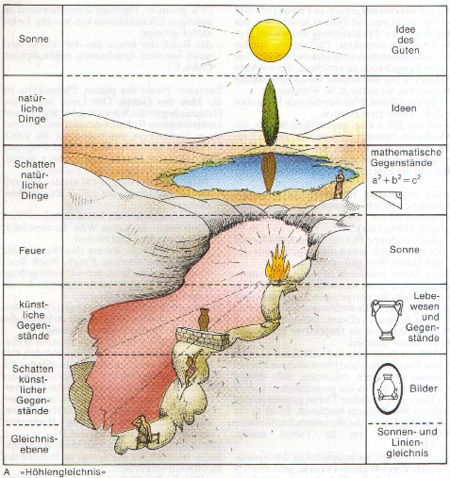 Sonne
Idee
des
Guten
natür-
liche
Dinge
Ideen
Schatten
natür-
licher
Dinge
mathematische
Gegenstände
a² + b² = c²
Feuer
Sonne
künst-
liche
Gegen-
stände
Lebe-
wesen
und
Gegen-
stände
Schatten
künst-
licher
Gegen-
stände
Bilder
Gleichnis-
ebene
Sonnen- und
Linien-
gleichnis
A »Höhlengleichnis»